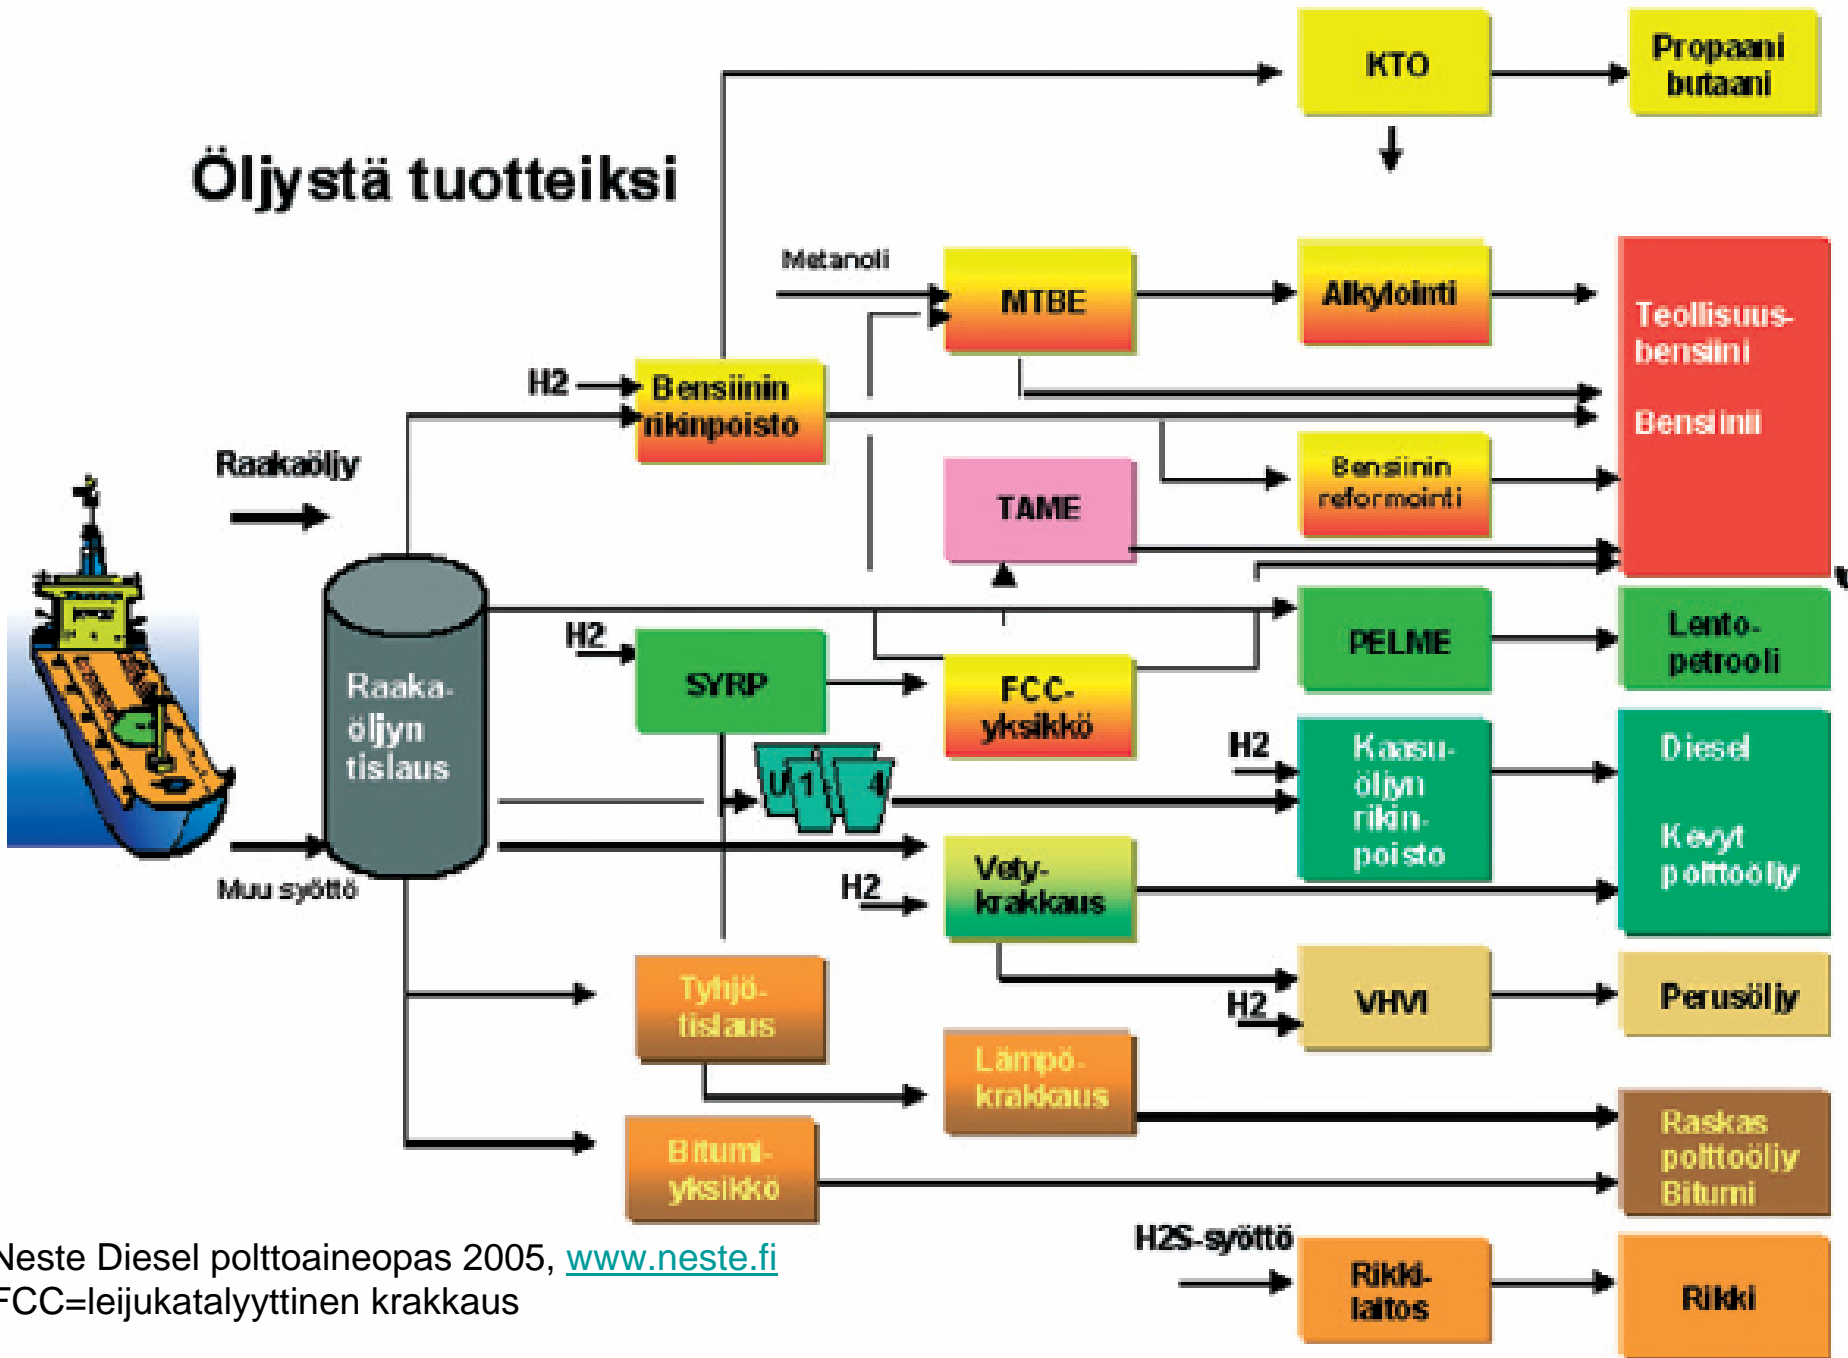 KTO
Propaani
butaani
Öljystä tuotteiksi
Metanoli
MTBE
Alkylointi
Teollisuus-
bensiini
Bensiinii
H2
Bensiinin
rikinpoisto
Raakaöljy
TAME
Bensiinin
reformointi
H2
SYRP
FCC-
yksikkö
PELME
Lento-
petrooli
Raaka-
öljyn
tislaus
U 1 - 4
H2
Kaasu-
öljyn
rikin-
poisto
Diesel
Kevyt
polttoöljy
Muu syöttö
H2
Vety-
krakkaus
Tyhjö-
tislaus
H2
VHVI
Perusöljy
Lämpö-
krakkaus
Bitumi-
yksikkö
Raskas
polttoöljy
Bitumi
H2S-syöttö
Rikki-
laitos
Rikki
Neste Diesel polttoaineopas 2005, www.neste.fi
FCC=leijukatalyyttinen krakkaus